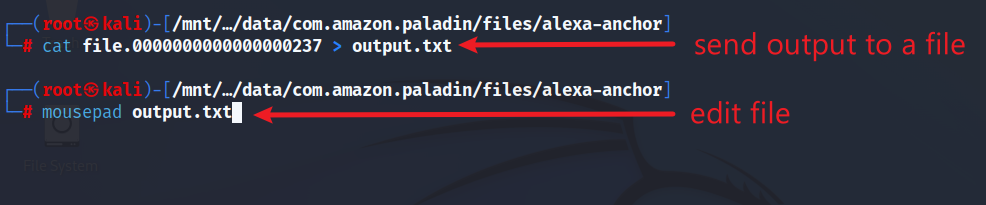 ┌──(root㉿kali)-[/mnt/…/data/com.amazon.paladin/files/alexa-anchor]
└─# cat file.00000000000000000237 > output.txt
send output to a file
┌──(root㉿kali)-[/mnt/…/data/com.amazon.paladin/files/alexa-anchor]
└─# mousepad output.txt
edit file
File System